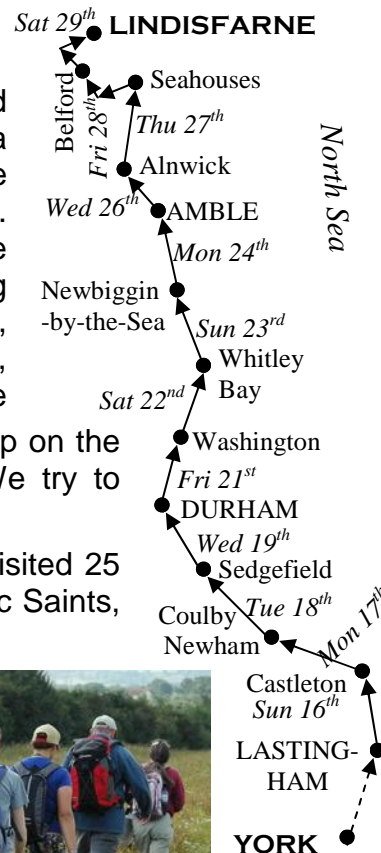 Sat 29th LINDISFARNE
Belford
Seahouses
Fri 28th
Thu 27th
Alnwick
Wed 26th
AMBLE
North Sea
Mon 24th
Newbiggin
-by-the-Sea
Sun 23rd
Whitley
Bay
Sat 22nd
Washington
Fri 21st
DURHAM
Wed 19th
Sedgefield
Tue 18th
Coulby
Newham
Mon 17th
Castleton
Sun 16th
LASTING-
HAM
YORK
d
a
e
.
e
g
,
,
e
p on the
We try to
isited 25
c Saints,